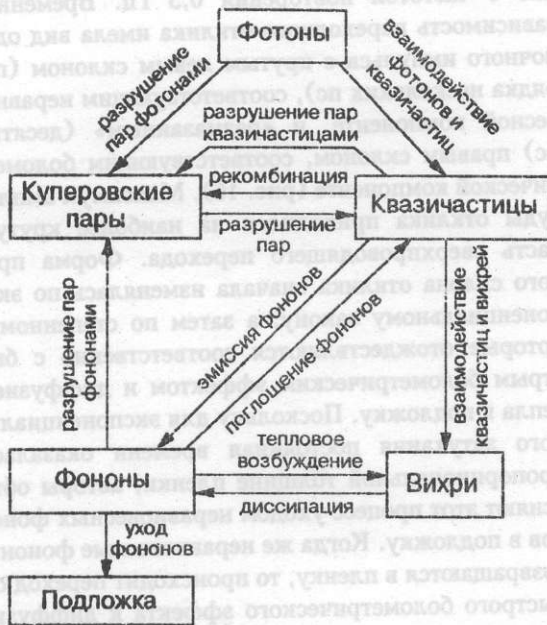 Фотоны
разрушение
пар фотонами
взаимодействие
фотонов и
квазичастиц
разрушение пар
квазичастицами
Куперовские
пары
рекомбинация
разрушение
пар
Квазичастицы
разрушение пар
фононами
эмиссия фононов
поглощение фононов
взаимодействие
квазичастиц и вихрей
Фононы
тепловое
возбуждение
диссипация
Вихри
уход
фононов
Подложка